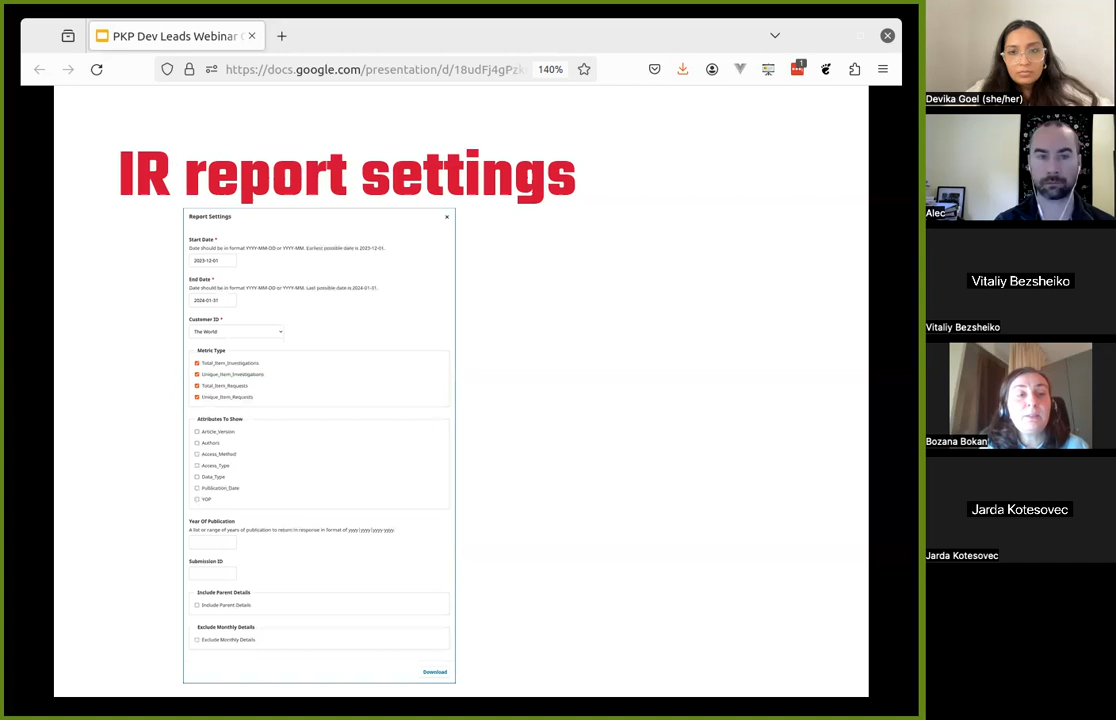 PKP Dev Leads Webinar
https://docs.google.com/presentation/d/18udFj4gPzk
140%
1
IR report settings
Report Settings
Start Date *
Date should be in format YYYY-MM-DD or YYYY-MM. Earliest possible date is 2023-12-01.
2023-12-01
End Date *
Date should be in format YYYY-MM-DD or YYYY-MM. Last possible date is 2024-01-31.
2024-01-31
Customer ID *
The World
Metric Type
Total_Item_Investigations
Unique_Item_Investigations
Total_Item_Requests
Unique_Item_Requests
Attributes To Show
Article_Version
Authors
Access_Method
Access_Type
Data_Type
Publication_Date
YOP
Year Of Publication
A list or range of years of publication to return in response in format of yyyy|yyyy|yyyy-yyyy.
Submission ID
Include Parent Details
Include Parent Details
Exclude Monthly Details
Exclude Monthly Details
Download
Devika Goel (she/her)
Alec
Vitaliy Bezsheiko
Vitaliy Bezsheiko
Bozana Bokan
Jarda Kotesovec
Jarda Kotesovec